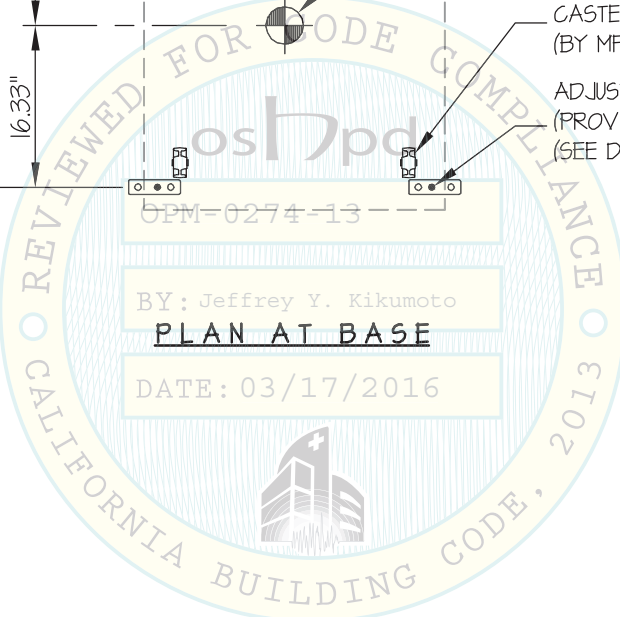 CASTE
(BY MF
ADJUS
(PROV
(SEE D
16.33"
REVIEWED FOR CODE COMPLIANCE
oshpd
OPM-0274-13
BY: Jeffrey Y. Kikumoto
PLAN AT BASE
DATE: 03/17/2016
CALIFORNIA BUILDING CODE, 2013